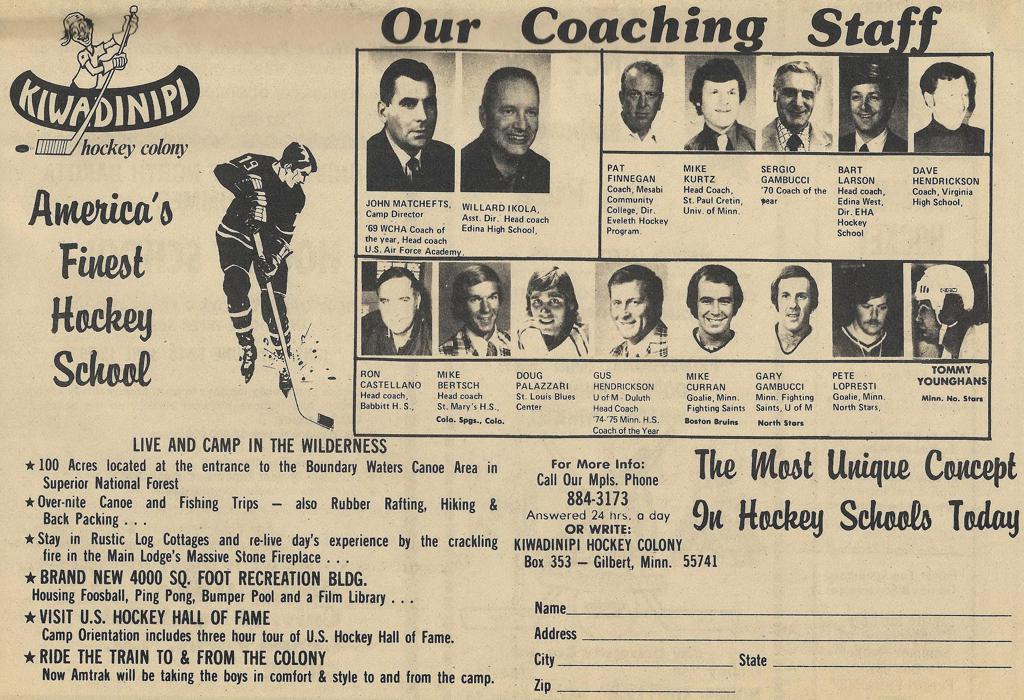 Our Coaching Staff
KIWADINIPI
hockey colony
America's
Finest
Hockey
School
19
JOHN MATCHEFTS,
Camp Director
'69 WCHA Coach of
the year, Head coach
U.S. Air Force Academy.
WILLARD IKOLA,
Asst. Dir. Head coach
Edina High School,
PAT
FINNEGAN
Coach, Mesabi
Community
College, Dir.
Eveleth Hockey
Program.
MIKE
KURTZ
Head Coach,
St. Paul Cretin,
Univ. of Minn.
SERGIO
GAMBUCCI
'70 Coach of the
year
BART
LARSON
Head coach,
Edina West,
Dir. EHA
Hockey
School
DAVE
HENDRICKSON
Coach, Virginia
High School,
RON
CASTELLANO
Head coach,
Babbitt H. S.,
MIKE
BERTSCH
Head coach
St. Mary's H.S.,
Colo. Spgs., Colo.
DOUG
PALAZZARI
St. Louis Blues
Center
GUS
HENDRICKSON
U of M - Duluth
Head Coach
'74-'75 Minn. H.S.
Coach of the Year
MIKE
CURRAN
Goalie, Minn.
Fighting Saints
Boston Bruins
GARY
GAMBUCCI
Minn. Fighting
Saints, U of M
North Stars
PETE
LOPRESTI
Goalie, Minn.
North Stars,
TOMMY
YOUNGHANS
Minn. No. Stars
LIVE AND CAMP IN THE WILDERNESS
★ 100 Acres located at the entrance to the Boundary Waters Canoe Area in
Superior National Forest
★ Over-nite Canoe and Fishing Trips — also Rubber Rafting, Hiking &
Back Packing . . .
★ Stay in Rustic Log Cottages and re-live day's experience by the crackling
fire in the Main Lodge's Massive Stone Fireplace . . .
★ BRAND NEW 4000 SQ. FOOT RECREATION BLDG.
Housing Foosball, Ping Pong, Bumper Pool and a Film Library . . .
★ VISIT U.S. HOCKEY HALL OF FAME
Camp Orientation includes three hour tour of U.S. Hockey Hall of Fame.
★ RIDE THE TRAIN TO & FROM THE COLONY
Now Amtrak will be taking the boys in comfort & style to and from the camp.
For More Info:
Call Our Mpls. Phone
884-3173
Answered 24 hrs. a day
OR WRITE:
KIWADINIPI HOCKEY COLONY
Box 353 — Gilbert, Minn. 55741
The Most Unique Concept
In Hockey Schools Today
Name
Address
City State
Zip